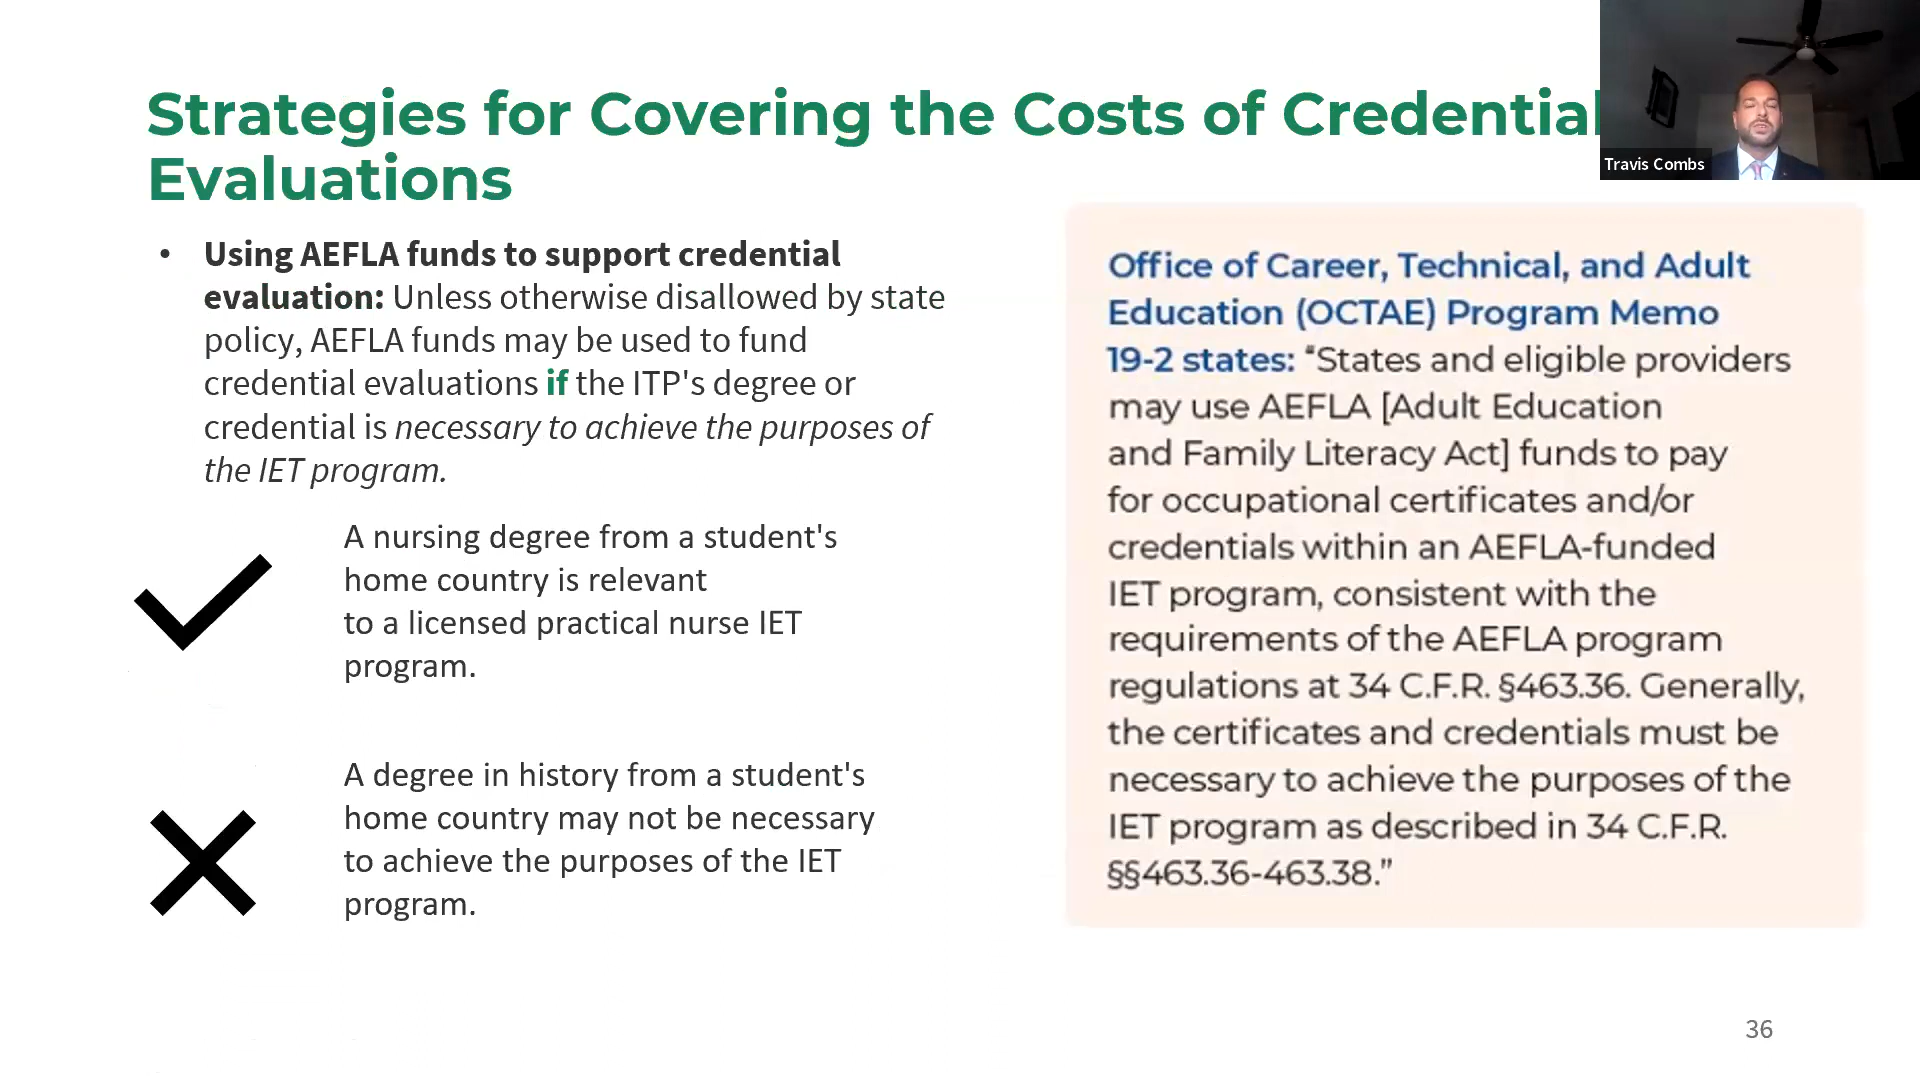 Strategies for Covering the Costs of Credential
Evaluations
Travis Combs
• Using AEFLA funds to support credential
evaluation: Unless otherwise disallowed by state
policy, AEFLA funds may be used to fund
credential evaluations if the ITP's degree or
credential is necessary to achieve the purposes of
the IET program.
A nursing degree from a student's
home country is relevant
to a licensed practical nurse IET
program.
A degree in history from a student's
home country may not be necessary
to achieve the purposes of the IET
program.
Office of Career, Technical, and Adult
Education (OCTAE) Program Memo
19-2 states: “States and eligible providers
may use AEFLA [Adult Education
and Family Literacy Act] funds to pay
for occupational certificates and/or
credentials within an AEFLA-funded
IET program, consistent with the
requirements of the AEFLA program
regulations at 34 C.F.R. §463.36. Generally,
the certificates and credentials must be
necessary to achieve the purposes of the
IET program as described in 34 C.F.R.
§§463.36-463.38.”
36